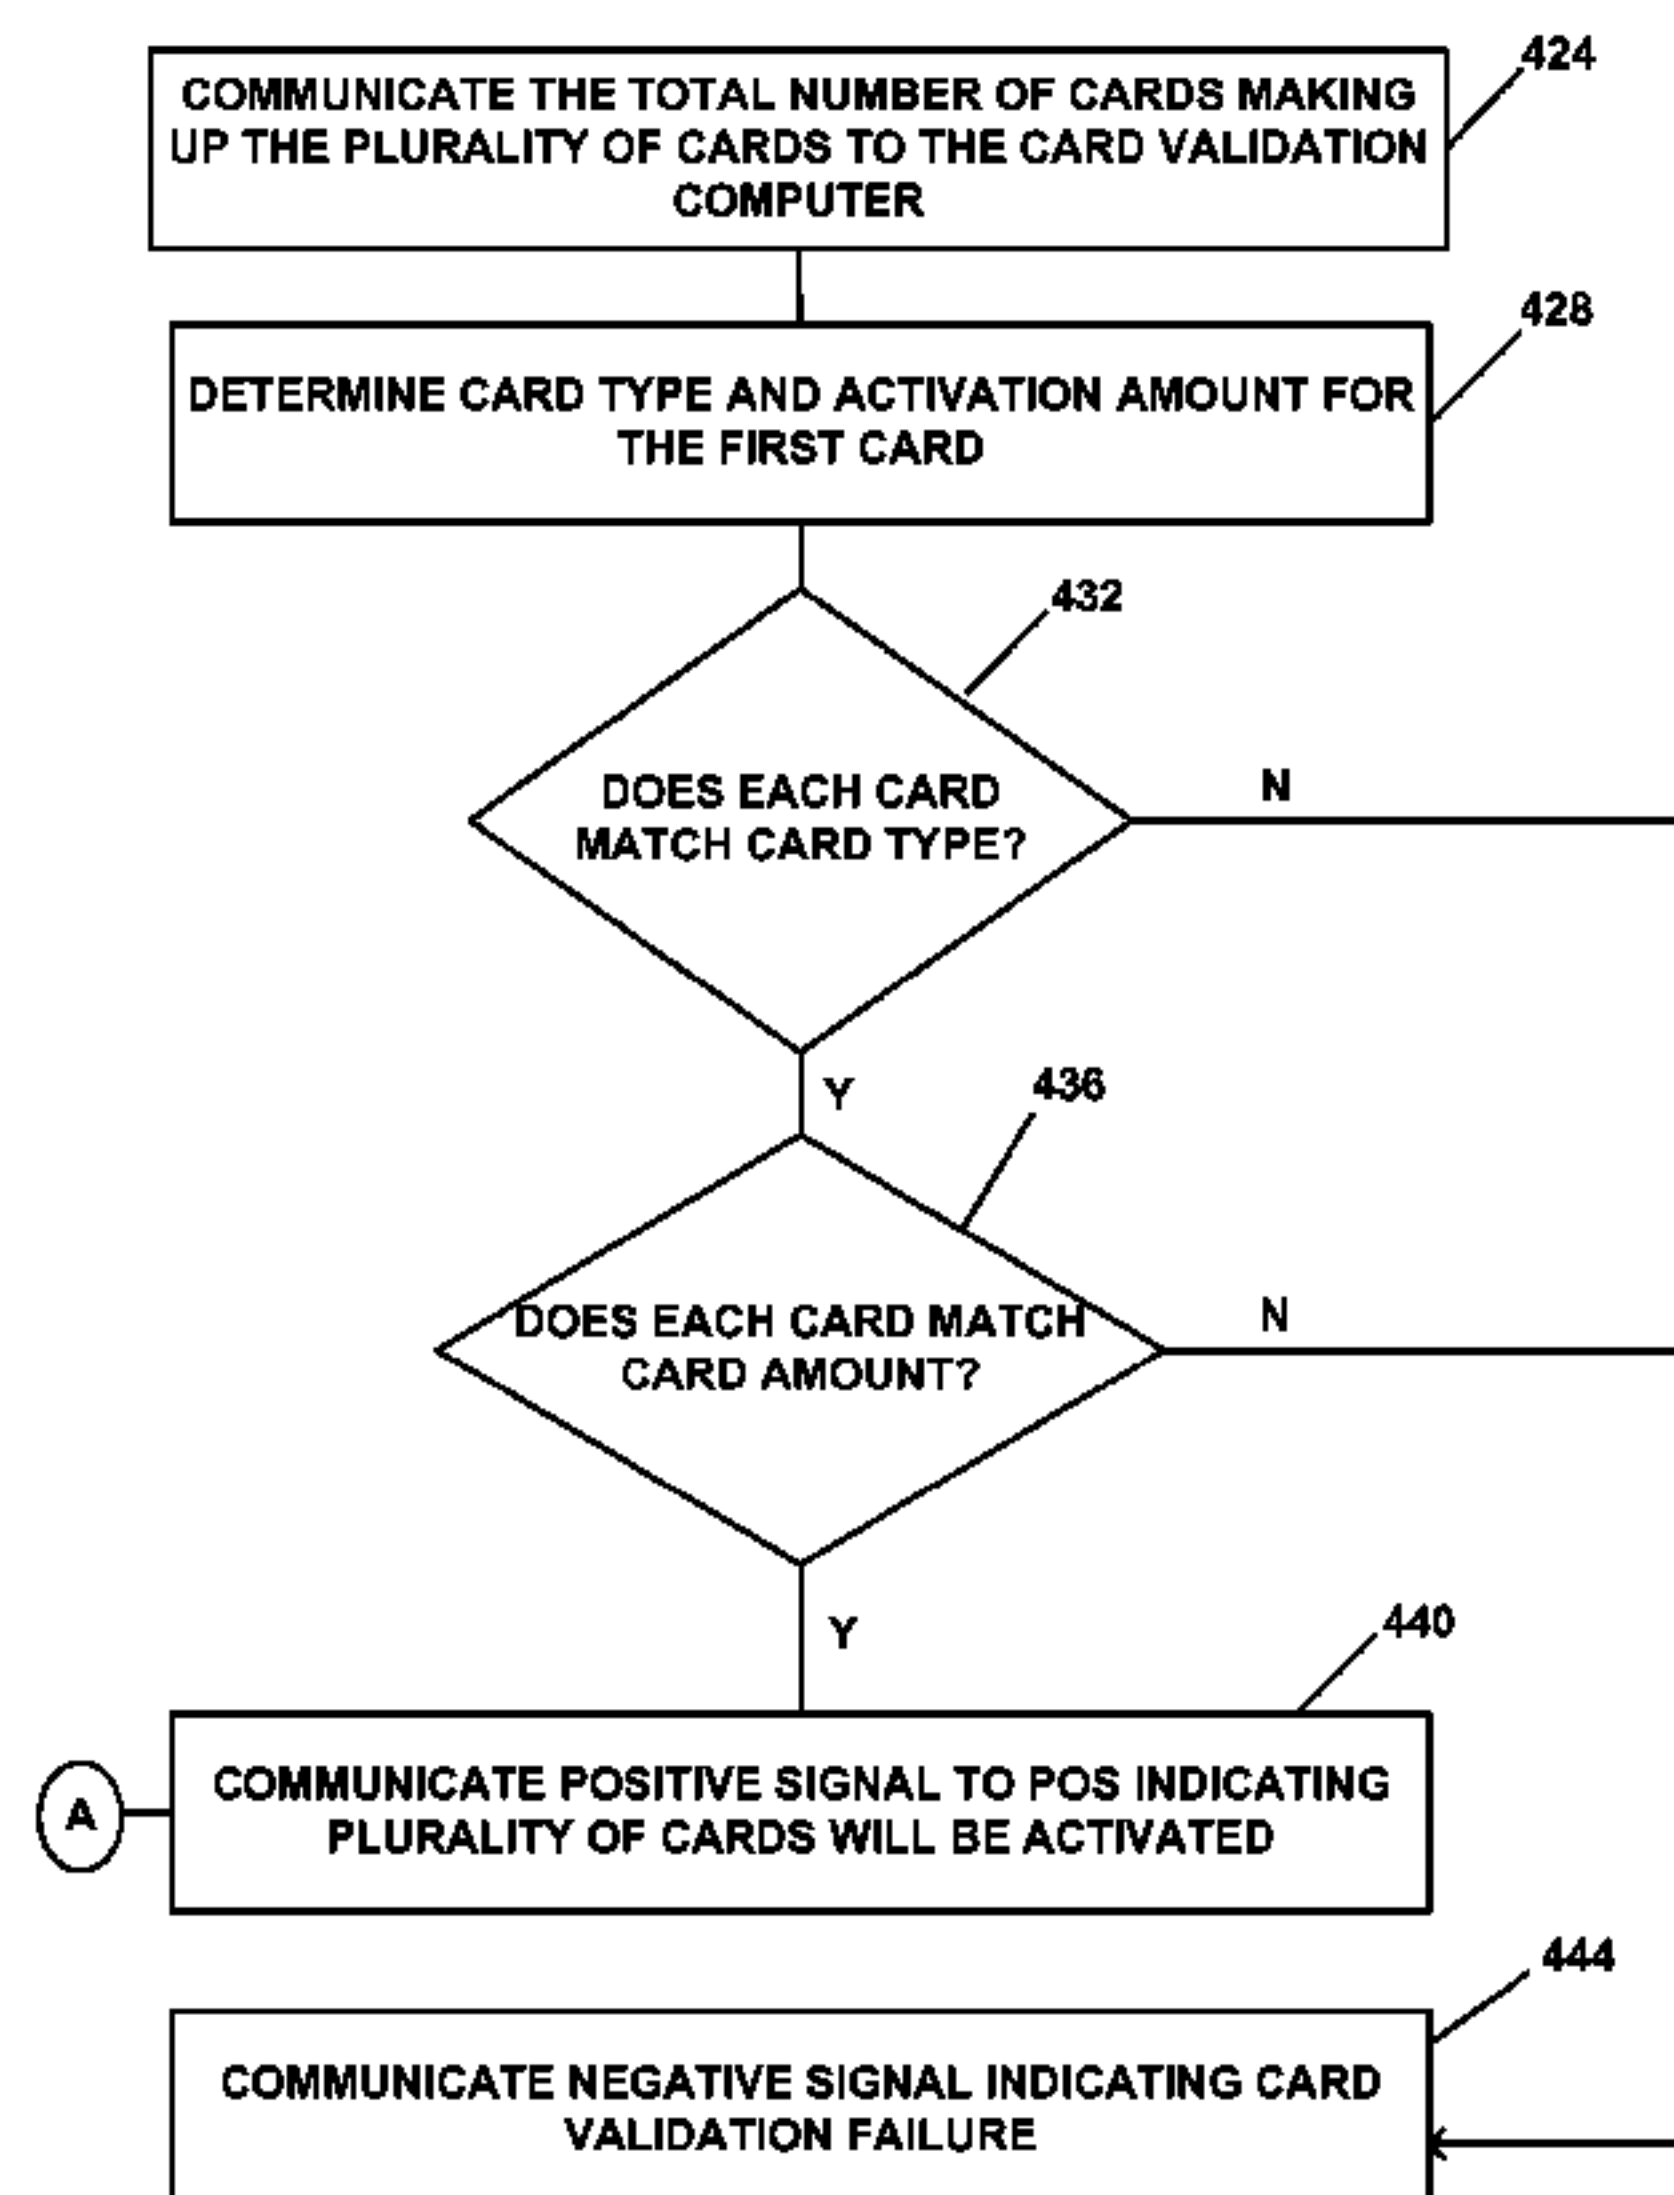 424
COMMUNICATE THE TOTAL NUMBER OF CARDS MAKING
UP THE PLURALITY OF CARDS TO THE CARD VALIDATION
COMPUTER
428
DETERMINE CARD TYPE AND ACTIVATION AMOUNT FOR
THE FIRST CARD
432
DOES EACH CARD
MATCH CARD TYPE?
N
Y
436
DOES EACH CARD MATCH
CARD AMOUNT?
N
Y
440
COMMUNICATE POSITIVE SIGNAL TO POS INDICATING
PLURALITY OF CARDS WILL BE ACTIVATED
A
444
COMMUNICATE NEGATIVE SIGNAL INDICATING CARD
VALIDATION FAILURE